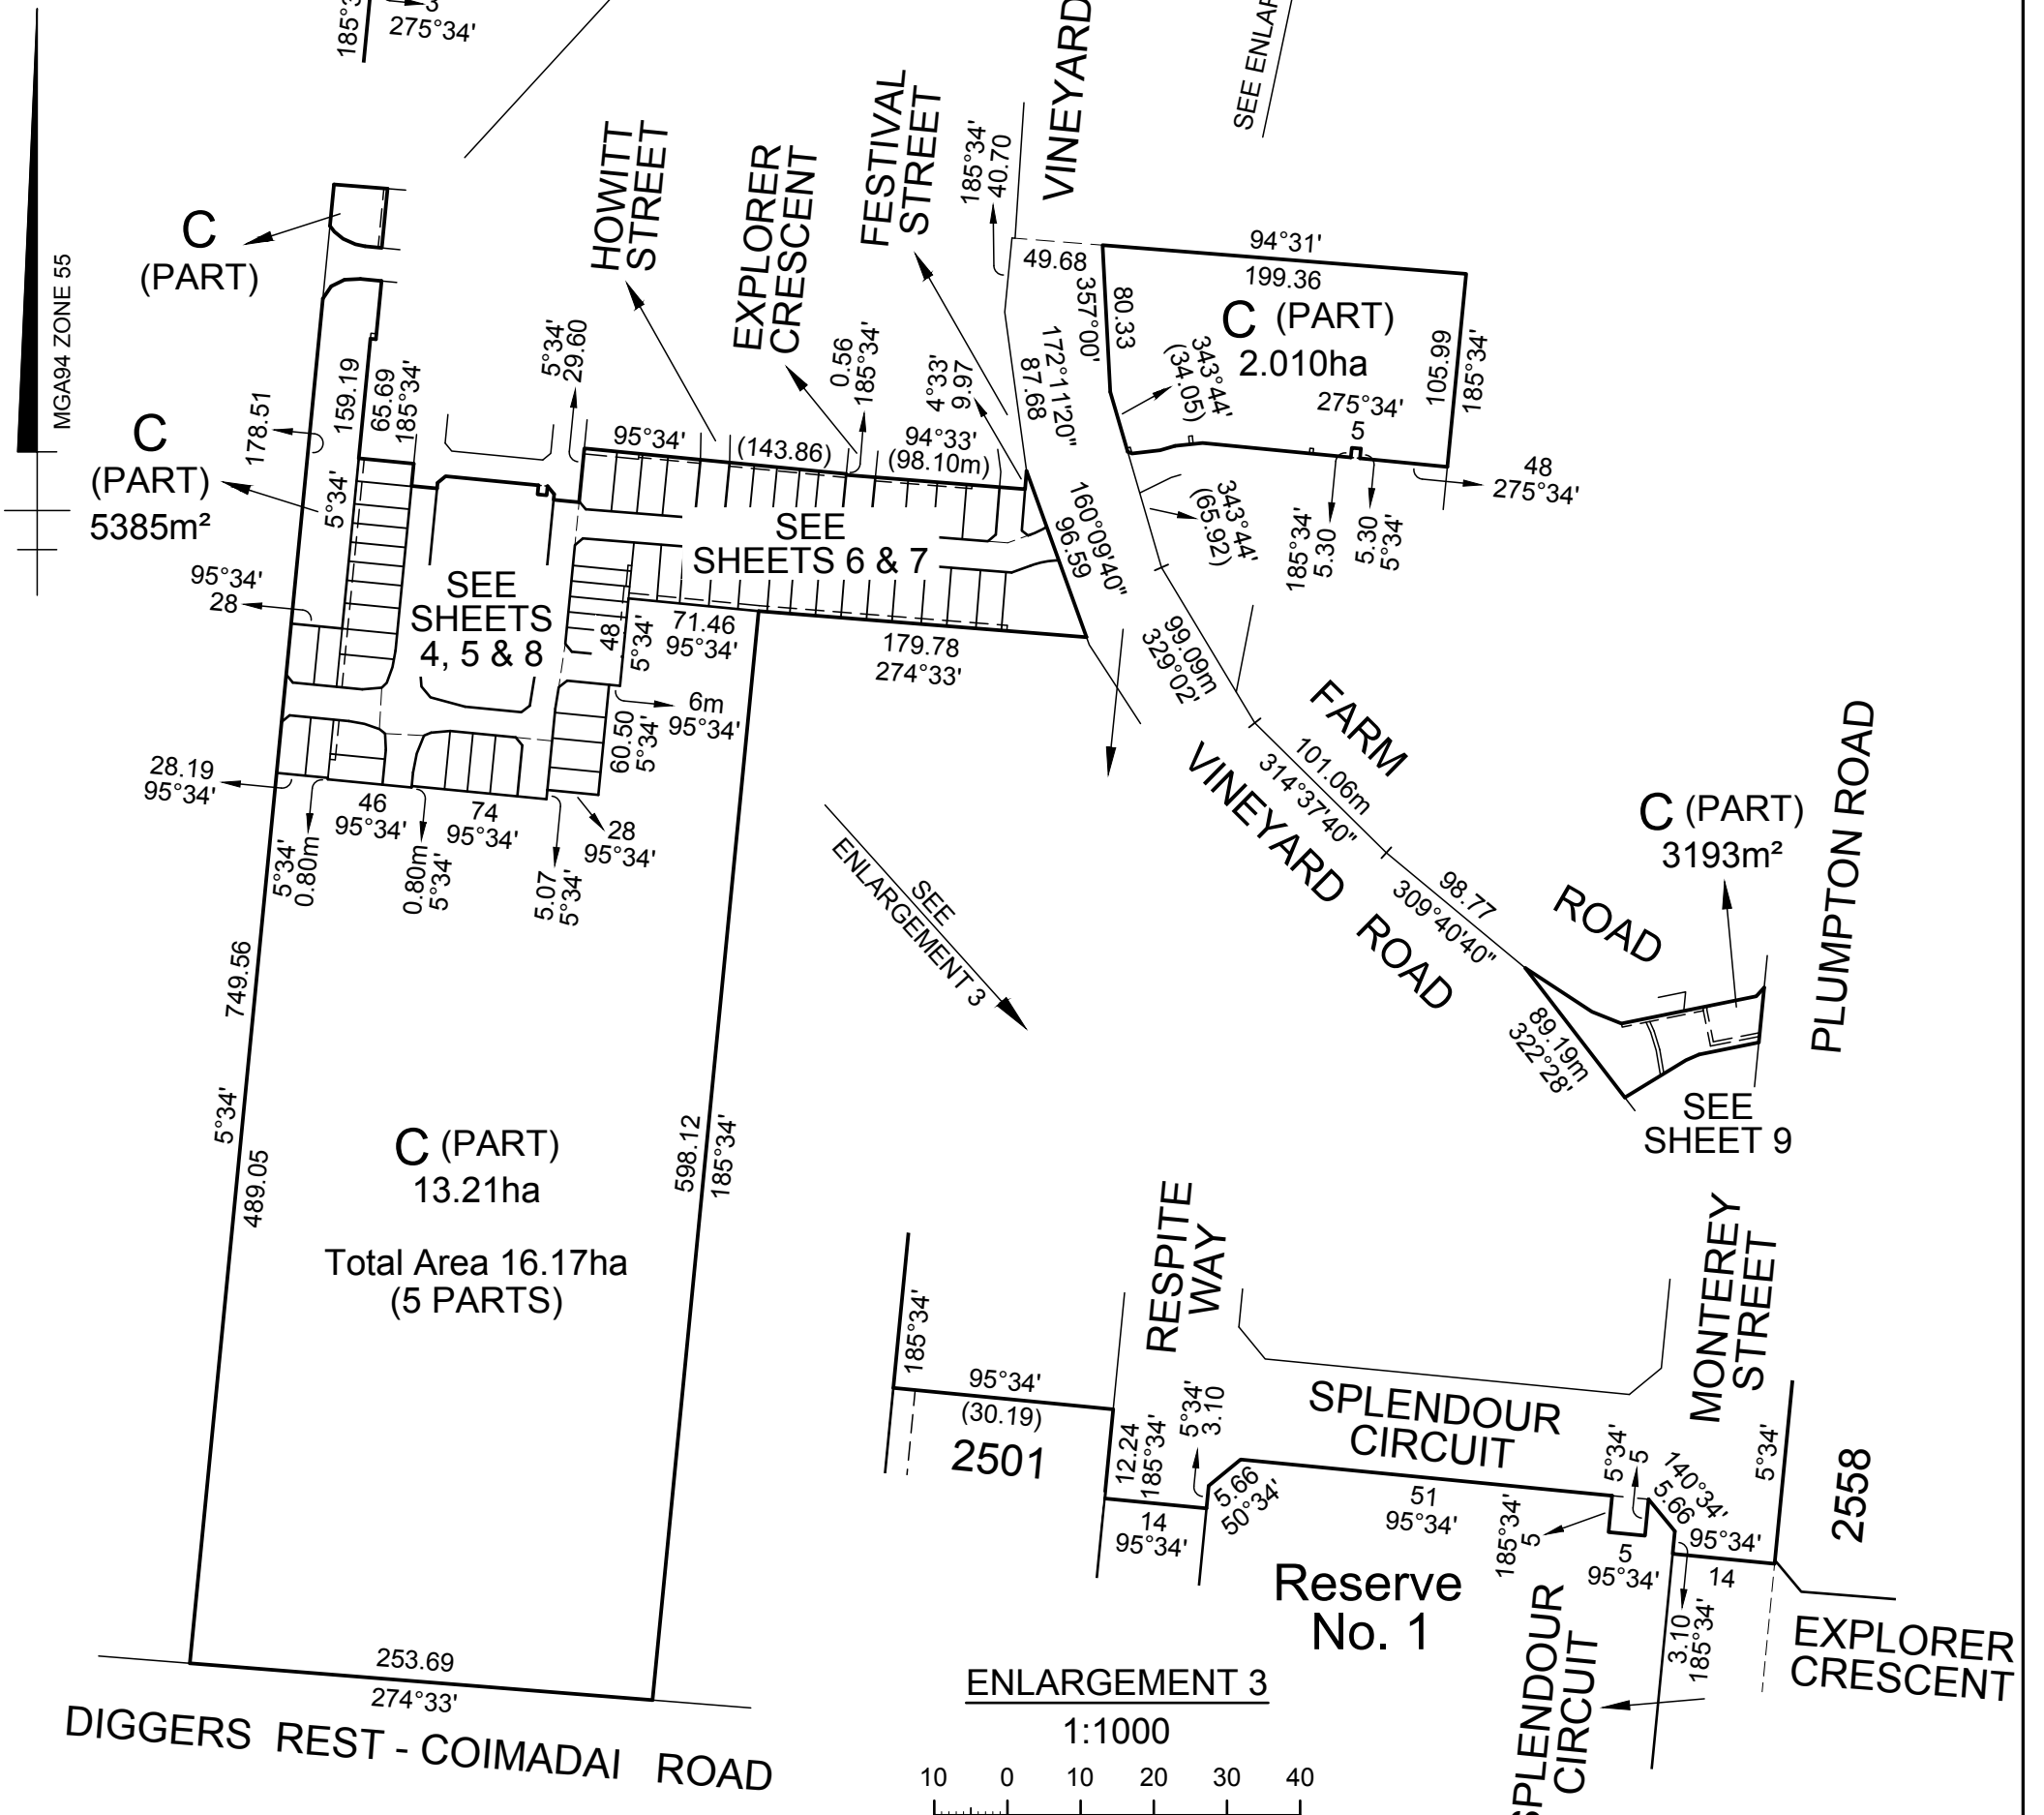 185°3
3
275°34'
VINEYARD
SEE ENLAR
MGA94 ZONE 55
C
(PART)
HOWITT
STREET
EXPLORER
CRESCENT
FESTIVAL
STREET
185°34'
40.70
49.68
94°31'
199.36
C (PART)
2.010ha
357°00'
80.33
343°44'
(34.05)
105.99
185°34'
275°34'
5
48
275°34'
185°34'
5.30
5.30
5°34'
343°44'
(65.92)
172°11'20"
87.68
160°09'40"
96.59
C
(PART)
5385m²
178.51
159.19
5°34'
65.69
185°34'
5°34'
29.60
95°34'
(143.86)
0.56
185°34'
4°33'
9.97
94°33'
(98.10m)
SEE
SHEETS 6 & 7
SEE
SHEETS
4, 5 & 8
95°34'
28
48
5°34'
71.46
95°34'
179.78
274°33'
6m
95°34'
60.50
5°34'
28.19
95°34'
5°34'
0.80m
46
95°34'
0.80m
5°34'
74
95°34'
5.07
5°34'
28
95°34'
99.09m
329°02'
FARM
101.06m
314°37'40"
VINEYARD ROAD
98.77
309°40'40"
ROAD
C (PART)
3193m²
PLUMPTON ROAD
89.19m
322°28'
SEE
SHEET 9
SEE
ENLARGEMENT 3
749.56
5°34'
489.05
598.12
185°34'
C (PART)
13.21ha
Total Area 16.17ha
(5 PARTS)
253.69
274°33'
DIGGERS REST - COIMADAI ROAD
185°34'
95°34'
(30.19)
2501
RESPITE
WAY
12.24
185°34'
5°34'
3.10
14
95°34'
5.66
50°34'
SPLENDOUR
CIRCUIT
51
95°34'
185°34'
5
5°34'
5
5
95°34'
140°34'
5.66
95°34'
14
3.10
185°34'
MONTEREY
STREET
5°34'
2558
Reserve
No. 1
SPLENDOUR
CIRCUIT
EXPLORER
CRESCENT
ENLARGEMENT 3
1:1000
10 0 10 20 30 40